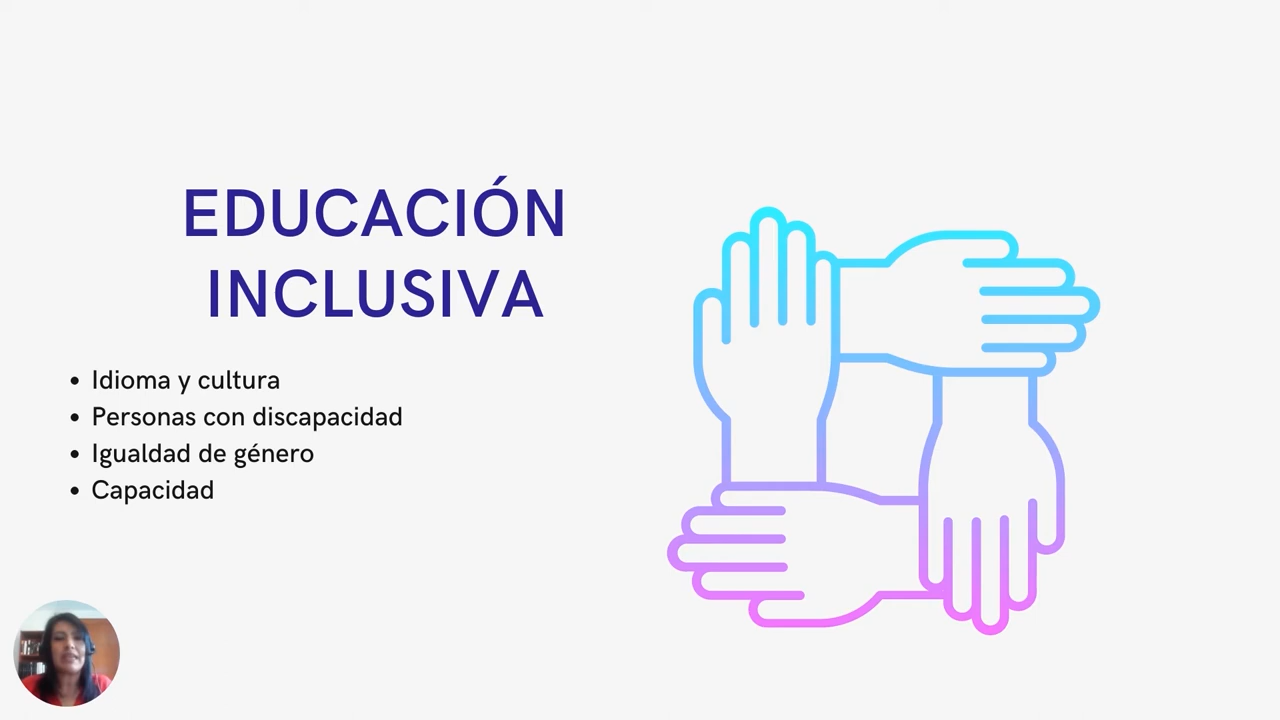 EDUCACIÓN
INCLUSIVA
• Idioma y cultura
• Personas con discapacidad
• Igualdad de género
• Capacidad